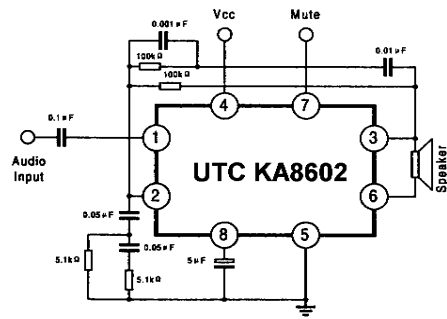 Vcc
Mute
0.001µF
100kΩ
0.01µF
100kΩ
0.1µF
4
7
1
3
Audio
Input
UTC KA8602
Speaker
2
6
0.05µF
8
5
0.05µF
5.1kΩ
5µF
5.1kΩ